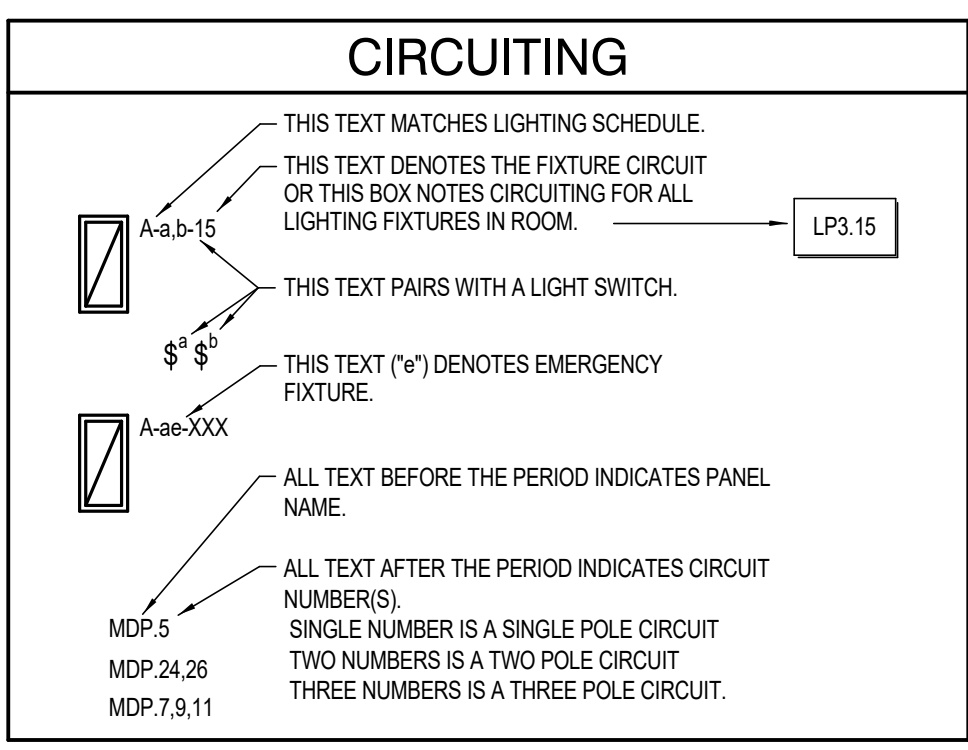 CIRCUITING
THIS TEXT MATCHES LIGHTING SCHEDULE.
THIS TEXT DENOTES THE FIXTURE CIRCUIT
OR THIS BOX NOTES CIRCUITING FOR ALL
LIGHTING FIXTURES IN ROOM.
LP3.15
A-a,b-15
THIS TEXT PAIRS WITH A LIGHT SWITCH.
$a $b
THIS TEXT ("e") DENOTES EMERGENCY
FIXTURE.
A-ae-XXX
ALL TEXT BEFORE THE PERIOD INDICATES PANEL
NAME.
ALL TEXT AFTER THE PERIOD INDICATES CIRCUIT
NUMBER(S).
MDP.5
SINGLE NUMBER IS A SINGLE POLE CIRCUIT
MDP.24,26
TWO NUMBERS IS A TWO POLE CIRCUIT
THREE NUMBERS IS A THREE POLE CIRCUIT.
MDP.7,9,11